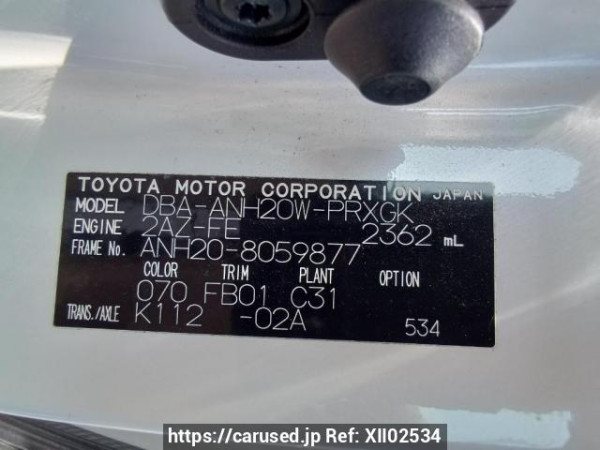 TOYOTA MOTOR CORPORATION JAPAN
MODEL DBA-ANH20W-PRXGK
ENGINE 2AZ-FE 2362 mL
FRAME No. ANH20-8059877
COLOR TRIM PLANT OPTION
070 FB01 C31
TRANS./AXLE K112 -02A 534
https://carused.jp Ref: XII02534